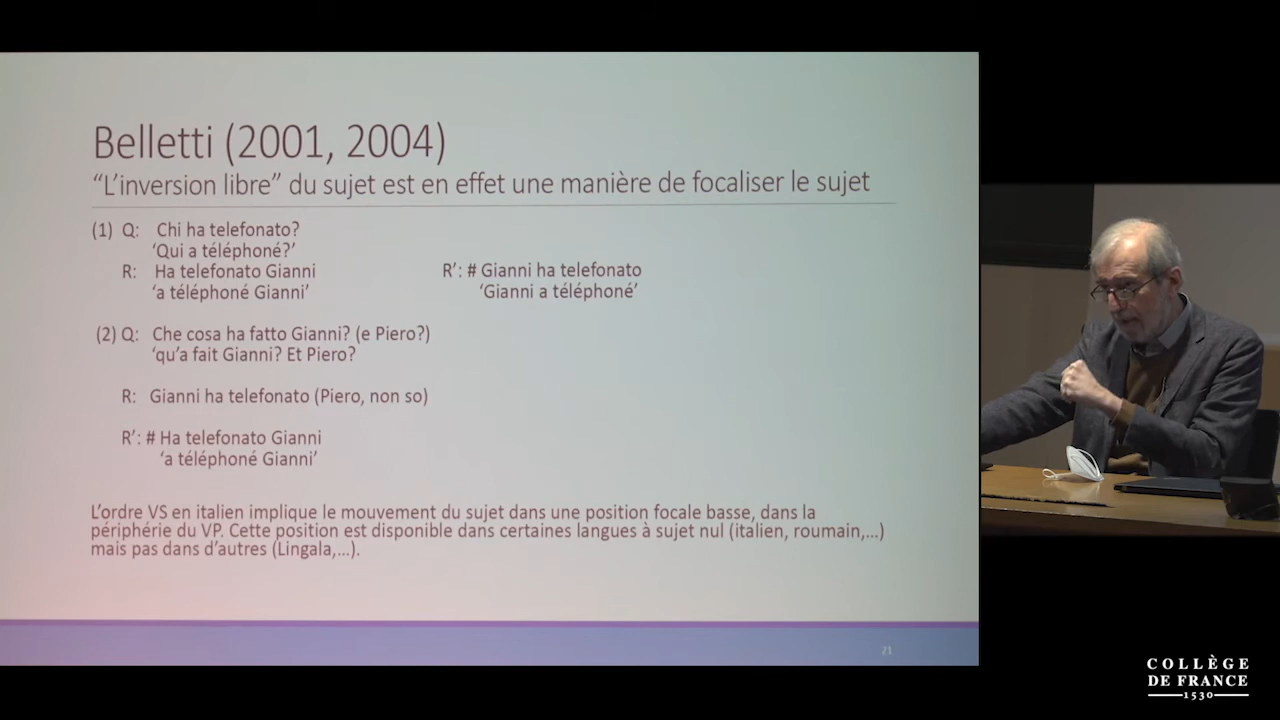 Belletti (2001, 2004)
“L’inversion libre” du sujet est en effet une manière de focaliser le sujet
(1) Q: Chi ha telefonato?
‘Qui a téléphoné?’
R: Ha telefonato Gianni
‘a téléphoné Gianni’
R’: # Gianni ha telefonato
‘Gianni a téléphoné’
(2) Q: Che cosa ha fatto Gianni? (e Piero?)
‘qu’a fait Gianni? Et Piero?
R: Gianni ha telefonato (Piero, non so)
R’: # Ha telefonato Gianni
‘a téléphoné Gianni’
L’ordre VS en italien implique le mouvement du sujet dans une position focale basse, dans la
périphérie du VP. Cette position est disponible dans certaines langues à sujet nul (italien, roumain,...)
mais pas dans d’autres (Lingala,...).
21
COLLÈGE
DE FRANCE
1530